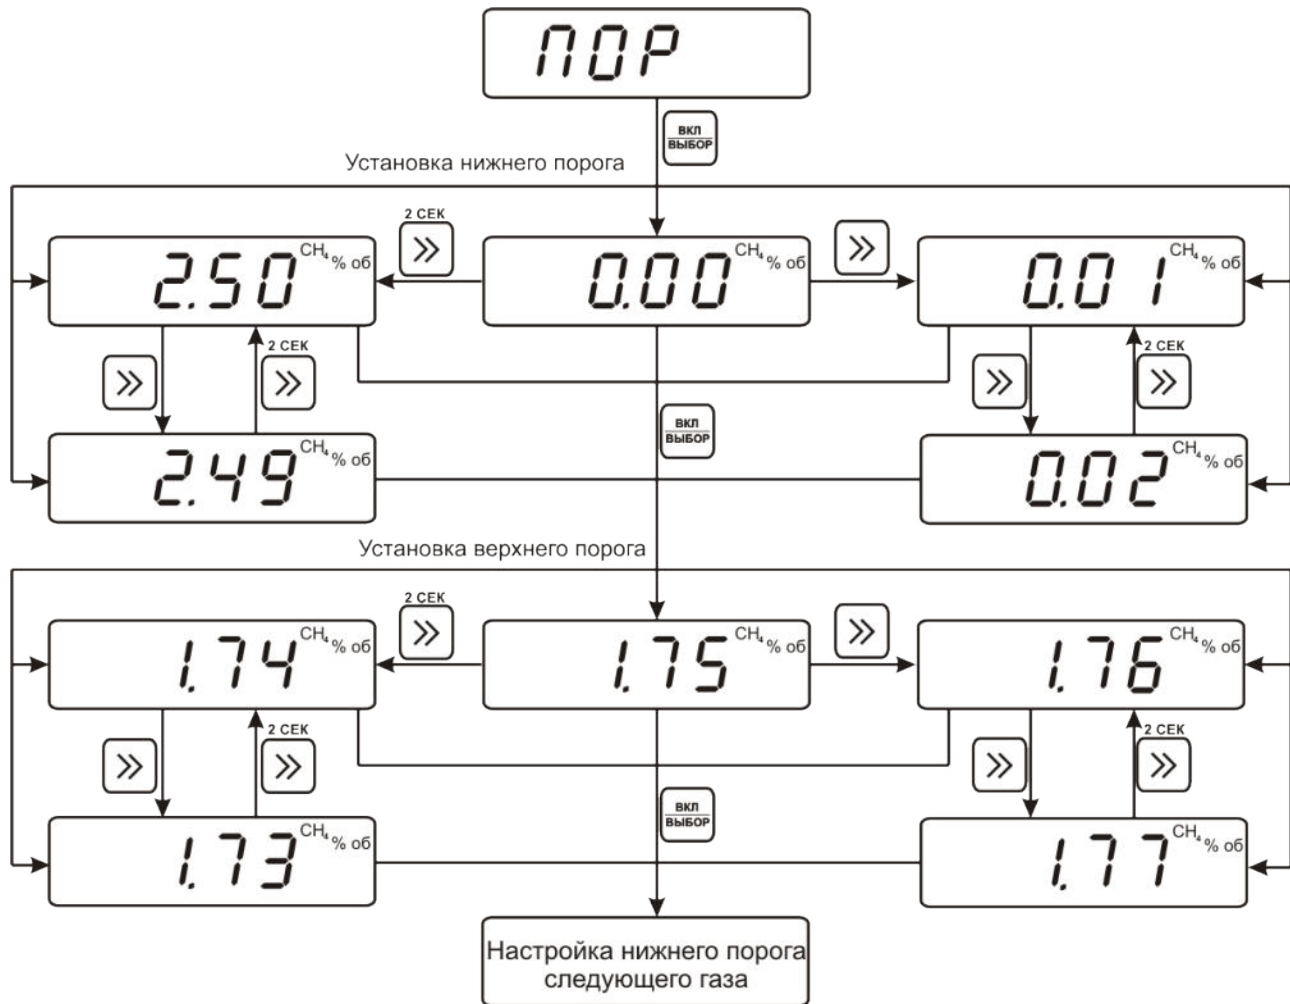 ПОР
ВКЛ
ВЫБОР
Установка нижнего порога
2 СЕК
2.50 CH₄ % об
0.00 CH₄ % об
0.01 CH₄ % об
2 СЕК
2 СЕК
ВКЛ
ВЫБОР
2.49 CH₄ % об
0.02 CH₄ % об
Установка верхнего порога
2 СЕК
1.74 CH₄ % об
1.75 CH₄ % об
1.76 CH₄ % об
2 СЕК
2 СЕК
ВКЛ
ВЫБОР
1.73 CH₄ % об
1.77 CH₄ % об
Настройка нижнего порога
следующего газа